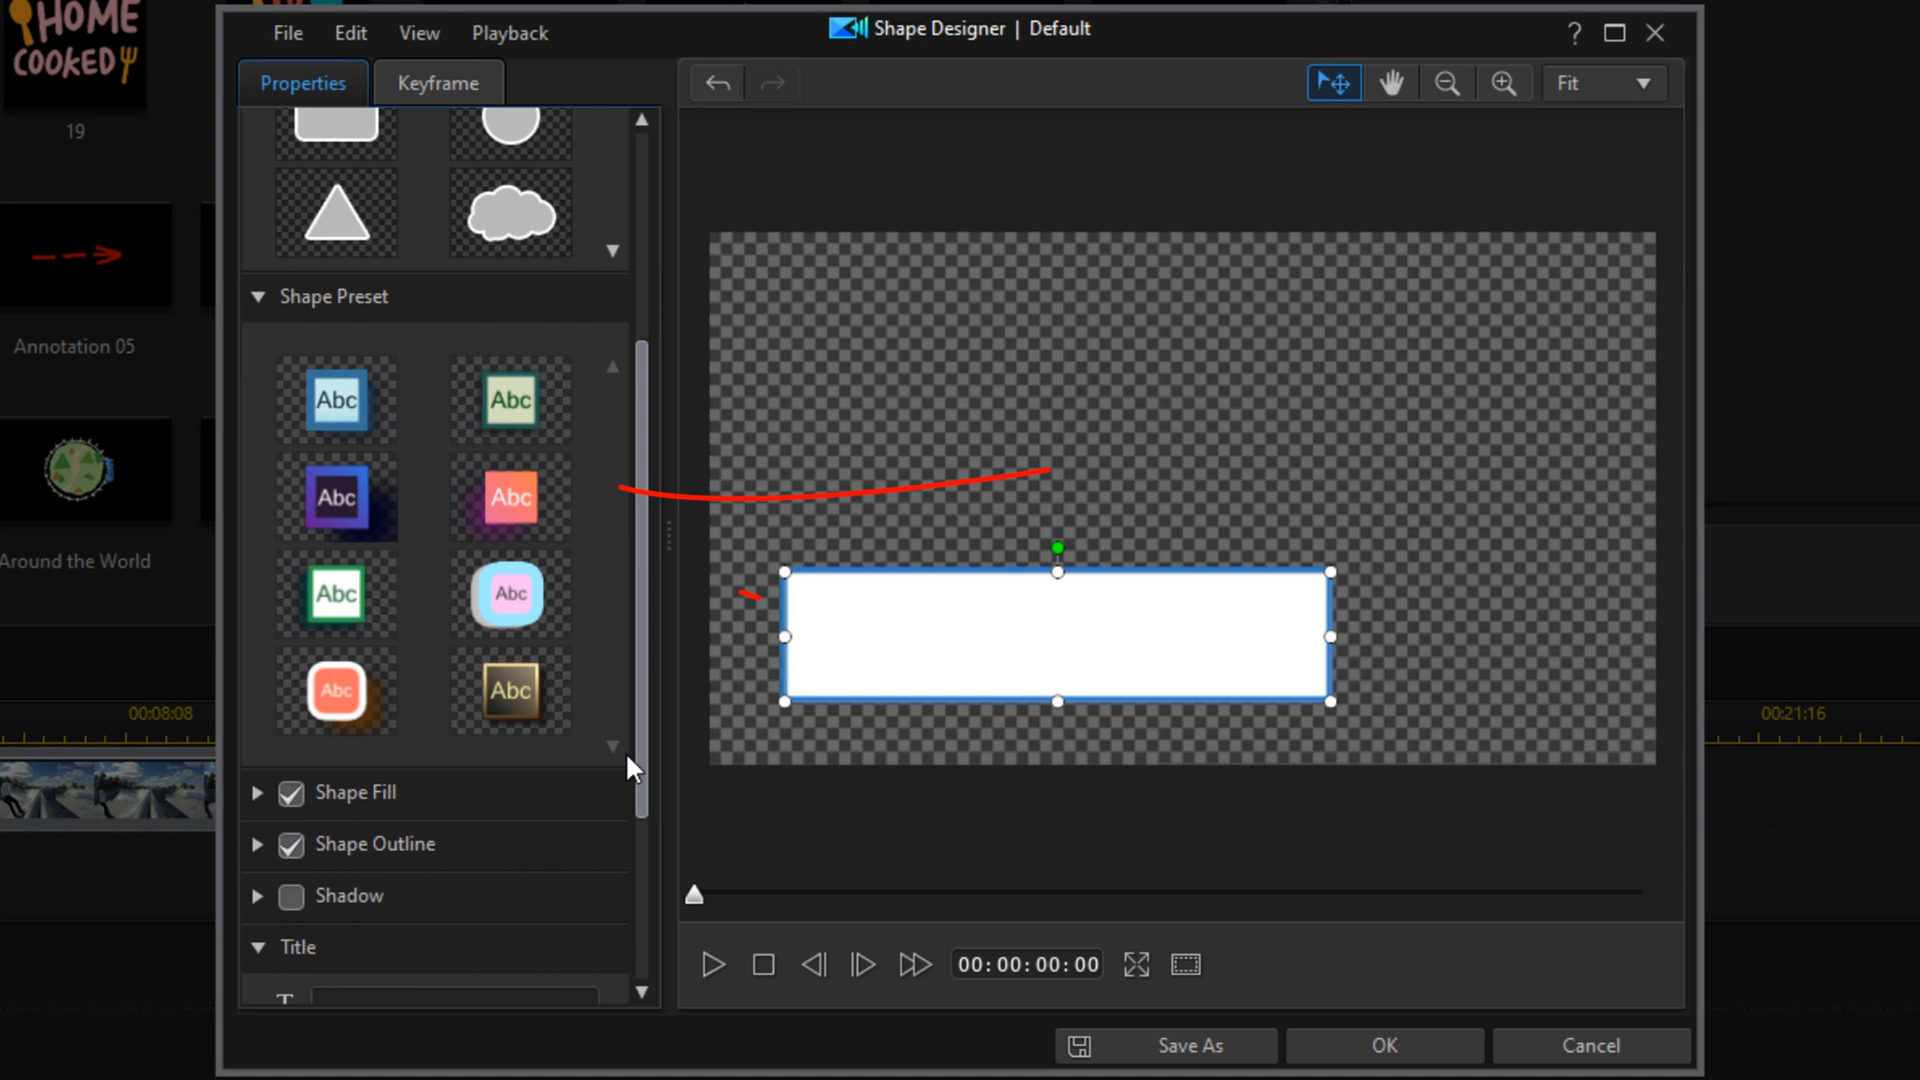 HOME
COOKED
19
Annotation 05
Around the World
00:08:08
00:21:16
File Edit View Playback
Shape Designer | Default
?
Properties Keyframe
Fit
Shape Preset
Abc Abc
Abc Abc
Abc Abc
Abc Abc
Shape Fill
Shape Outline
Shadow
Title
T
00:00:00:00
Save As OK Cancel